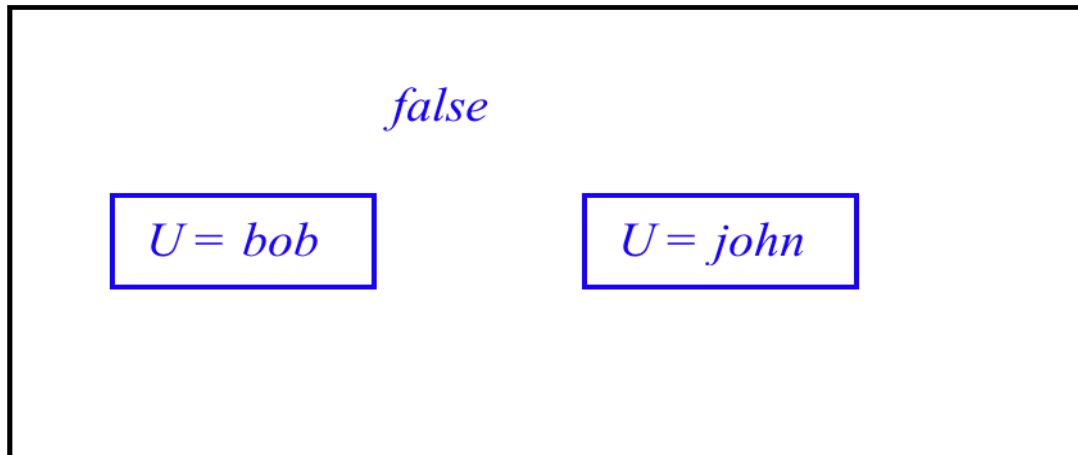 false
U = bob
U = john